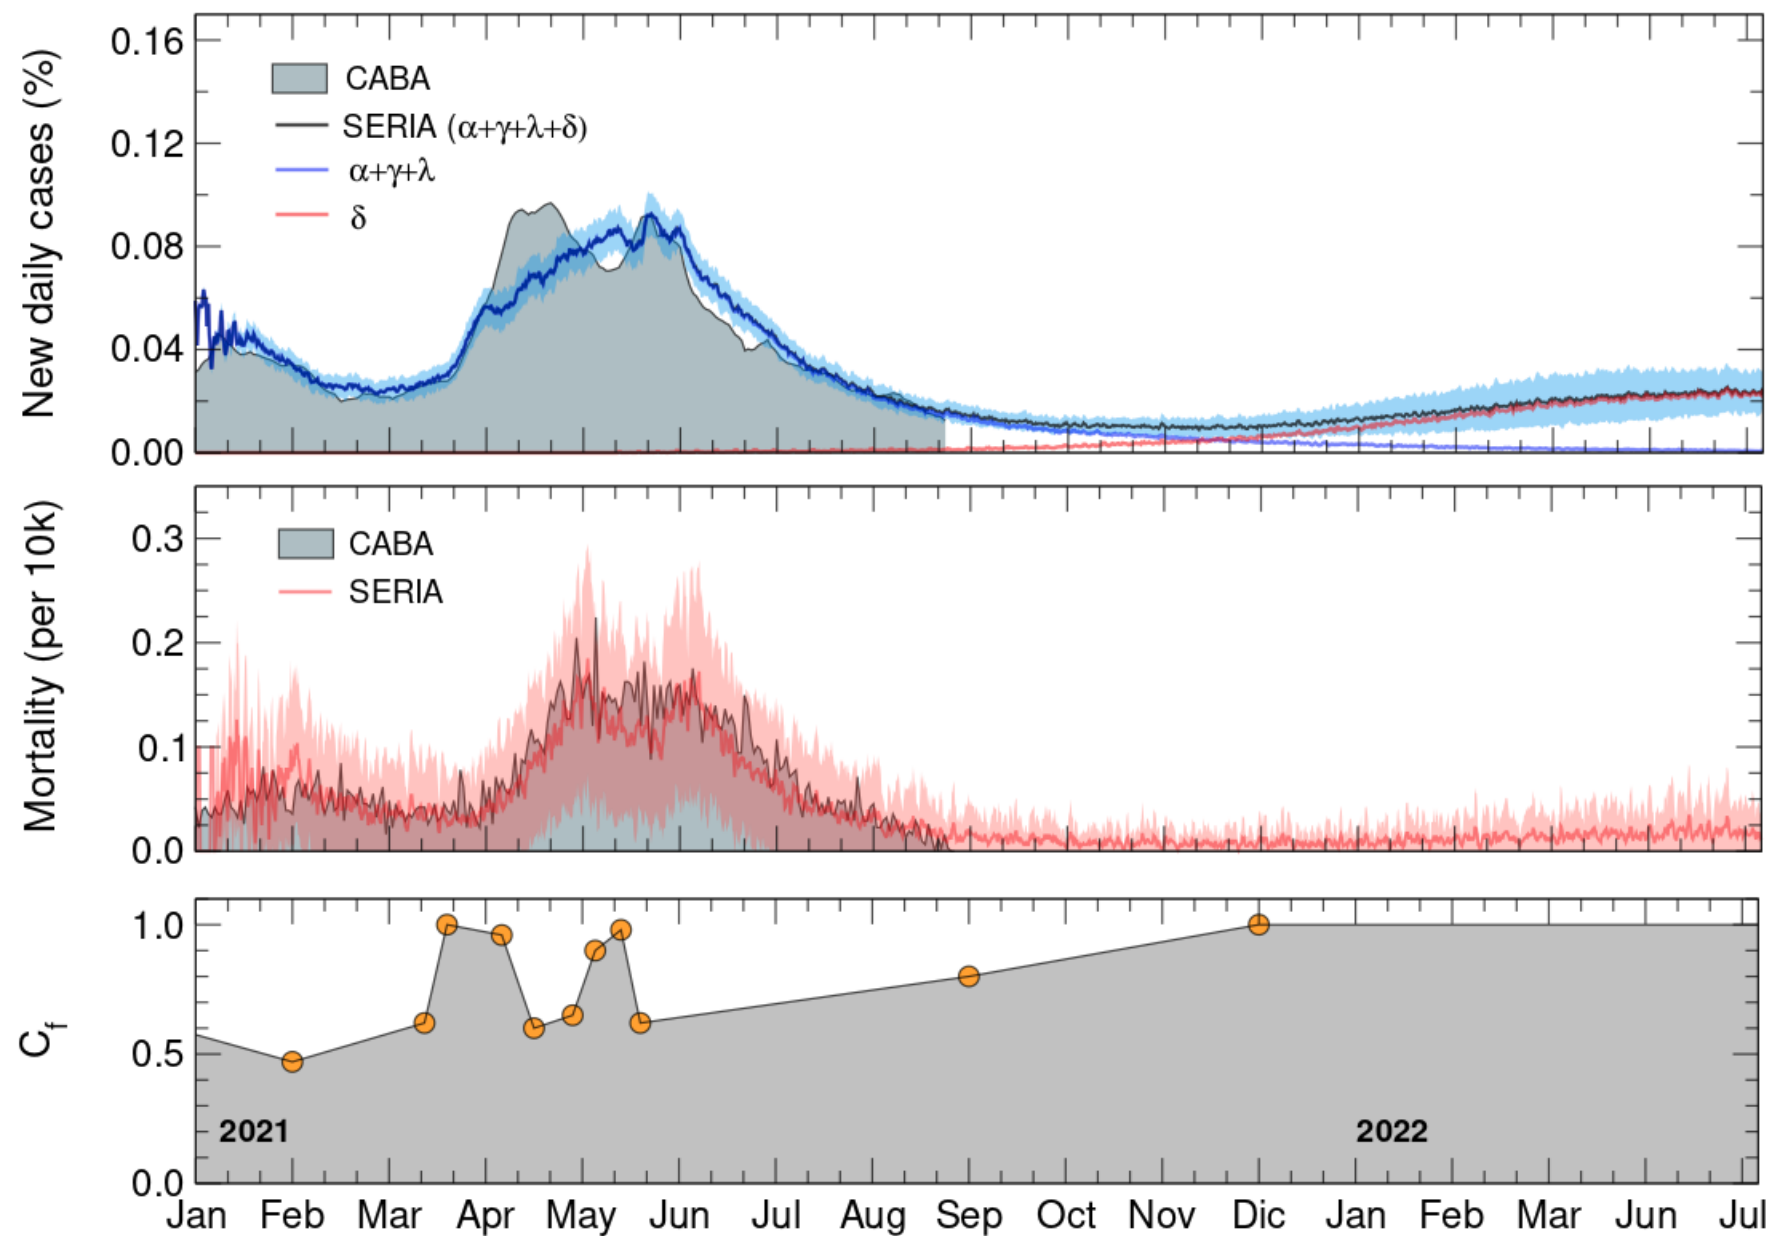 New daily cases (%)
0.16
0.12
0.08
0.04
0.00
CABA
SERIA (α+γ+λ+δ)
α+γ+λ
δ
Mortality (per 10k)
0.3
0.2
0.1
0.0
CABA
SERIA
Cf
1.0
0.5
0.0
2021
2022
Jan Feb Mar Apr May Jun Jul Aug Sep Oct Nov Dic Jan Feb Mar Jun Jul